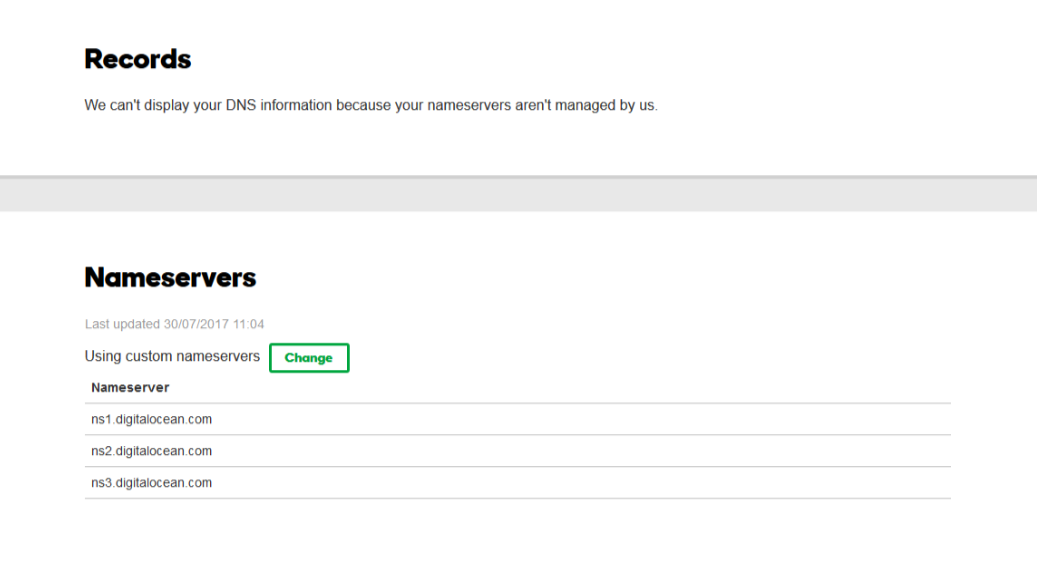 Records
We can't display your DNS information because your nameservers aren't managed by us.
Nameservers
Last updated 30/07/2017 11:04
Using custom nameservers Change
Nameserver
ns1.digitalocean.com
ns2.digitalocean.com
ns3.digitalocean.com